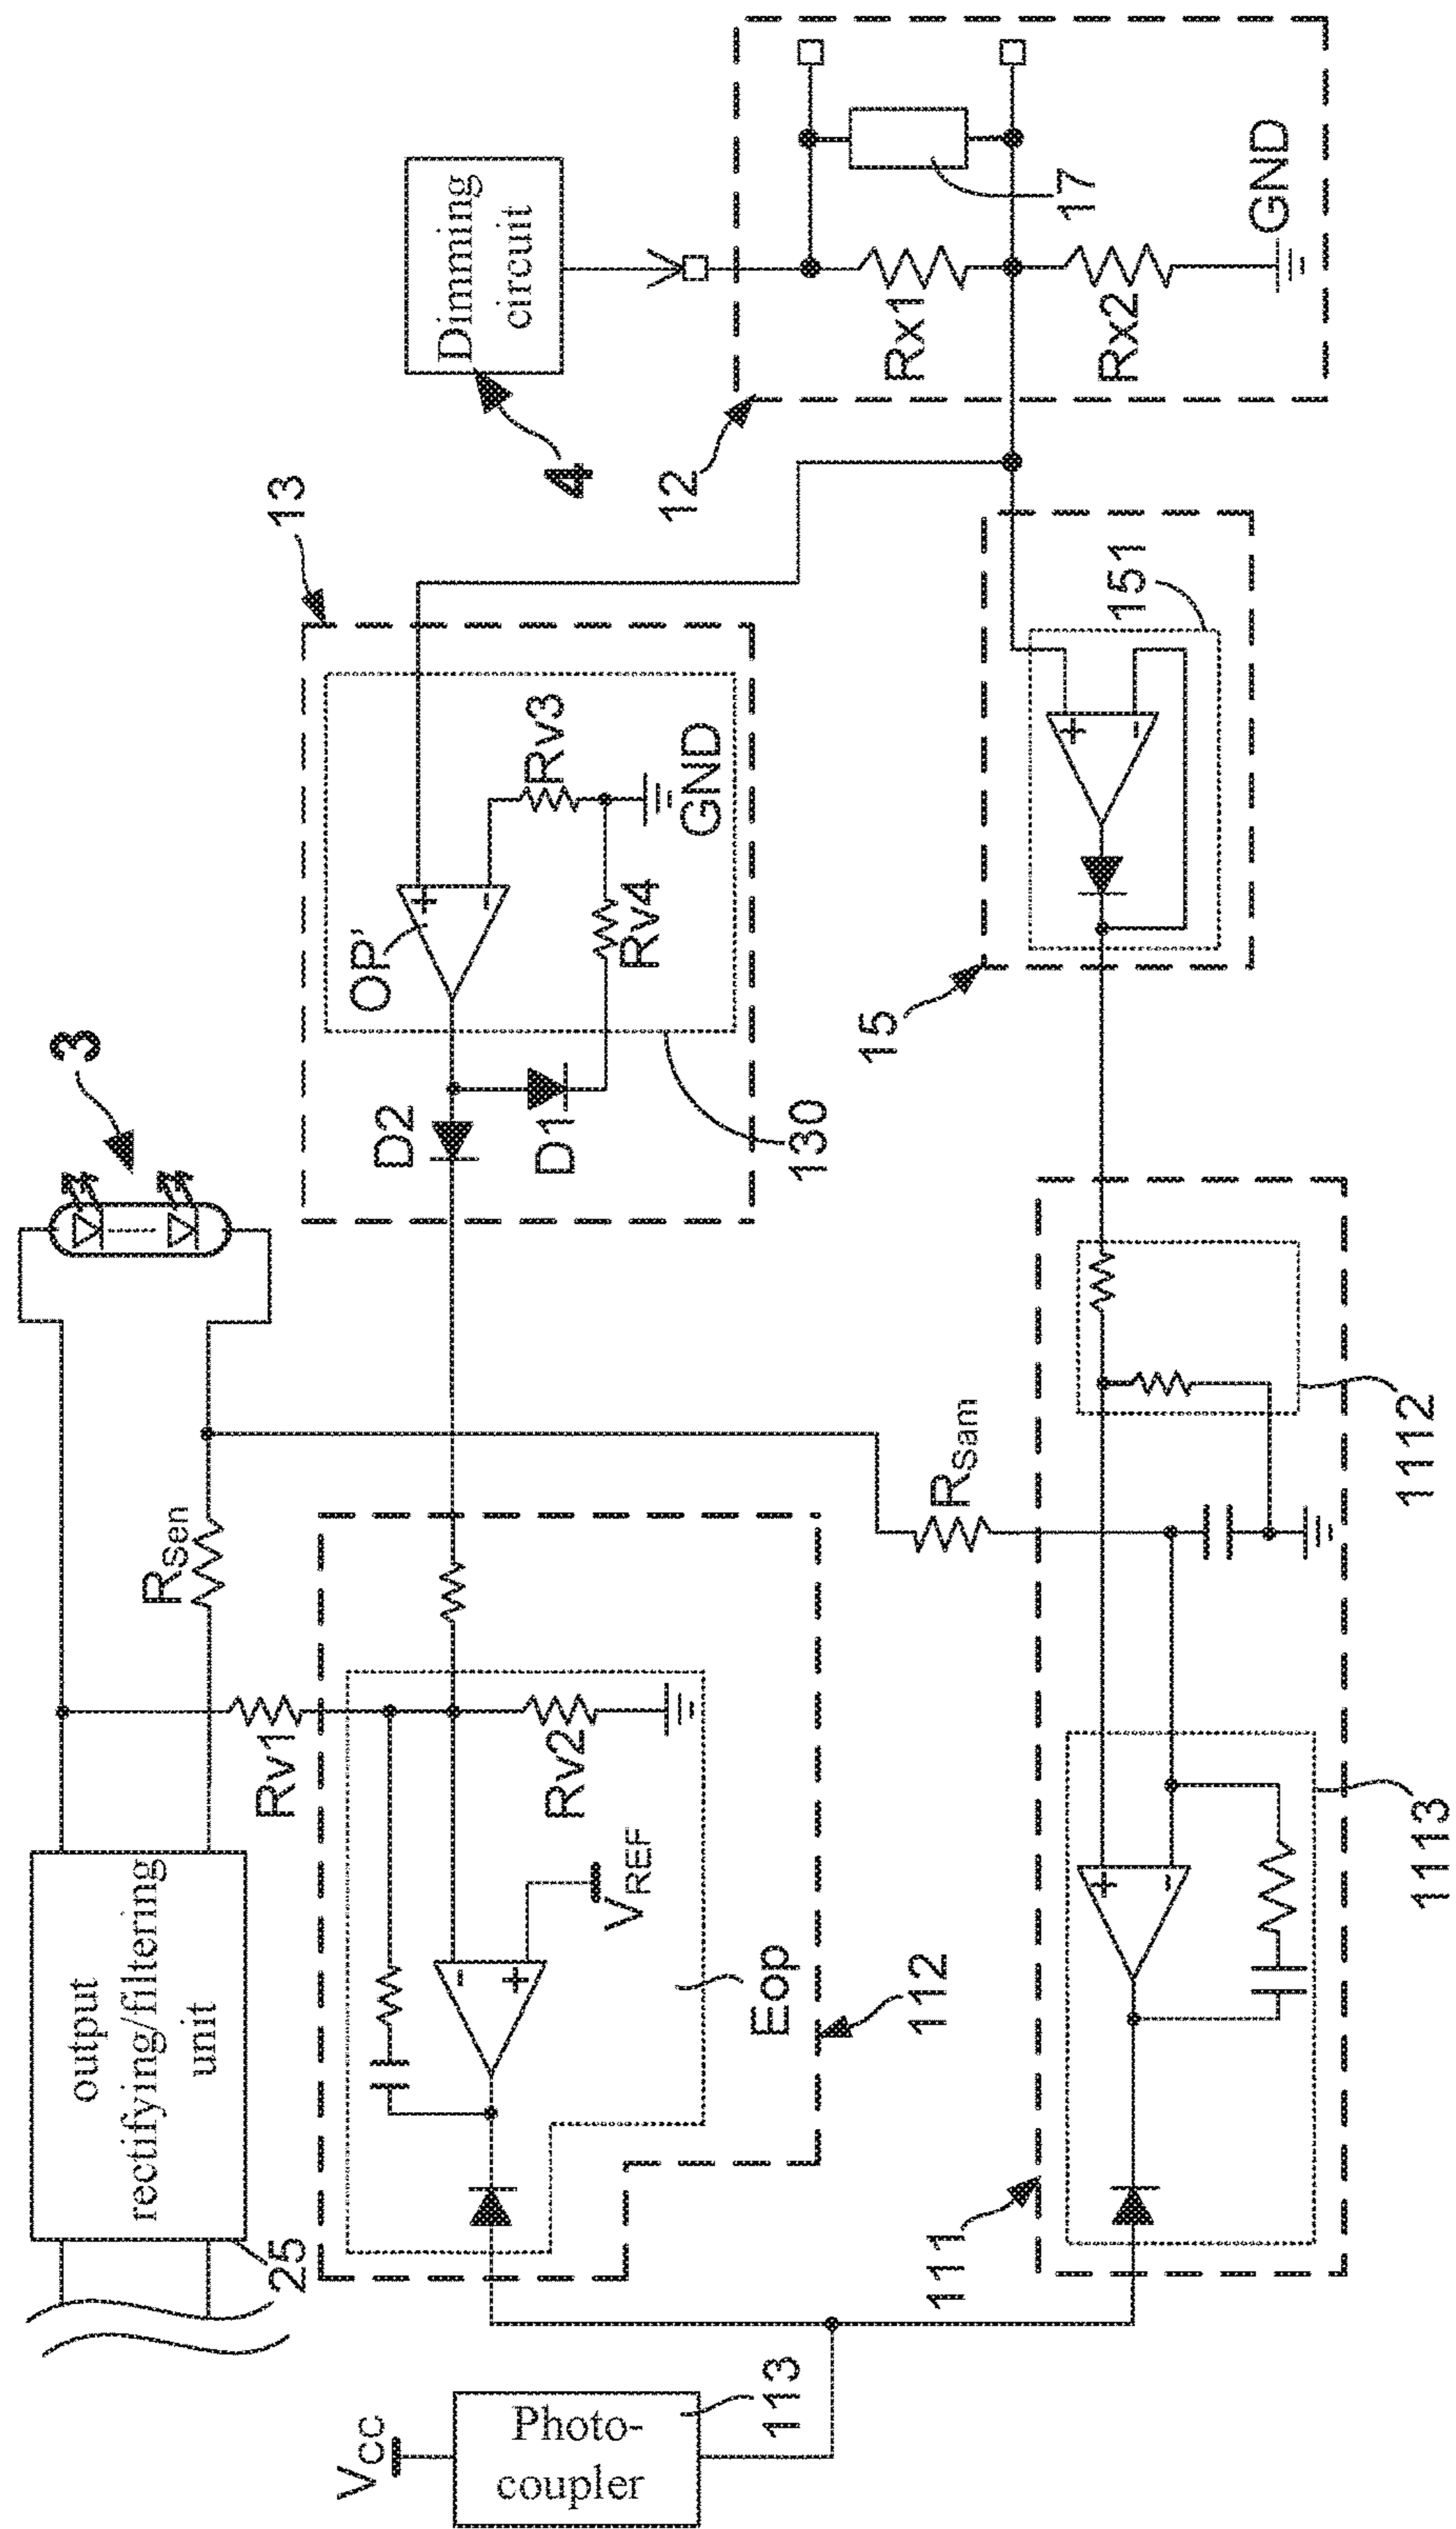 Dimming
circuit
4
12
17
Rx1
Rx2
GND
13
OP'
Rv3
Rv4
GND
D2
D1
130
15
151
3
RSen
RSam
Rv1
Rv2
VREF
Eop
112
output
rectifying/filtering
unit
25
1112
1113
111
VCC
Photo-
coupler
113
+
-
+
-
-
+
+
-